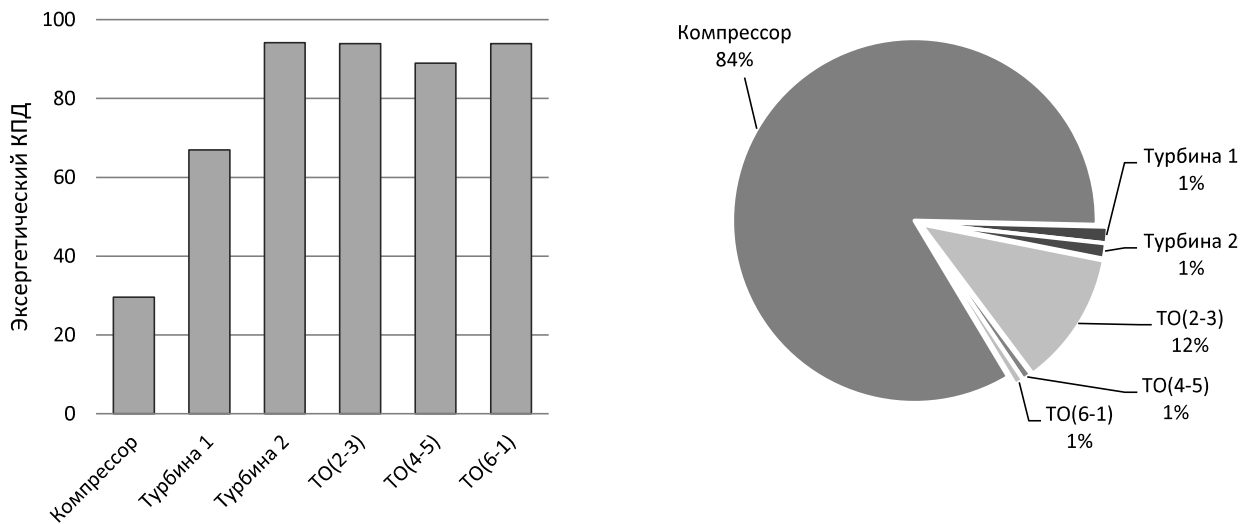 Эксергетический КПД
100
80
60
40
20
0
Компрессор
Турбина 1
Турбина 2
ТО(2-3)
ТО(4-5)
ТО(6-1)
Компрессор
84%
Турбина 1
1%
Турбина 2
1%
ТО(2-3)
12%
ТО(4-5)
1%
ТО(6-1)
1%